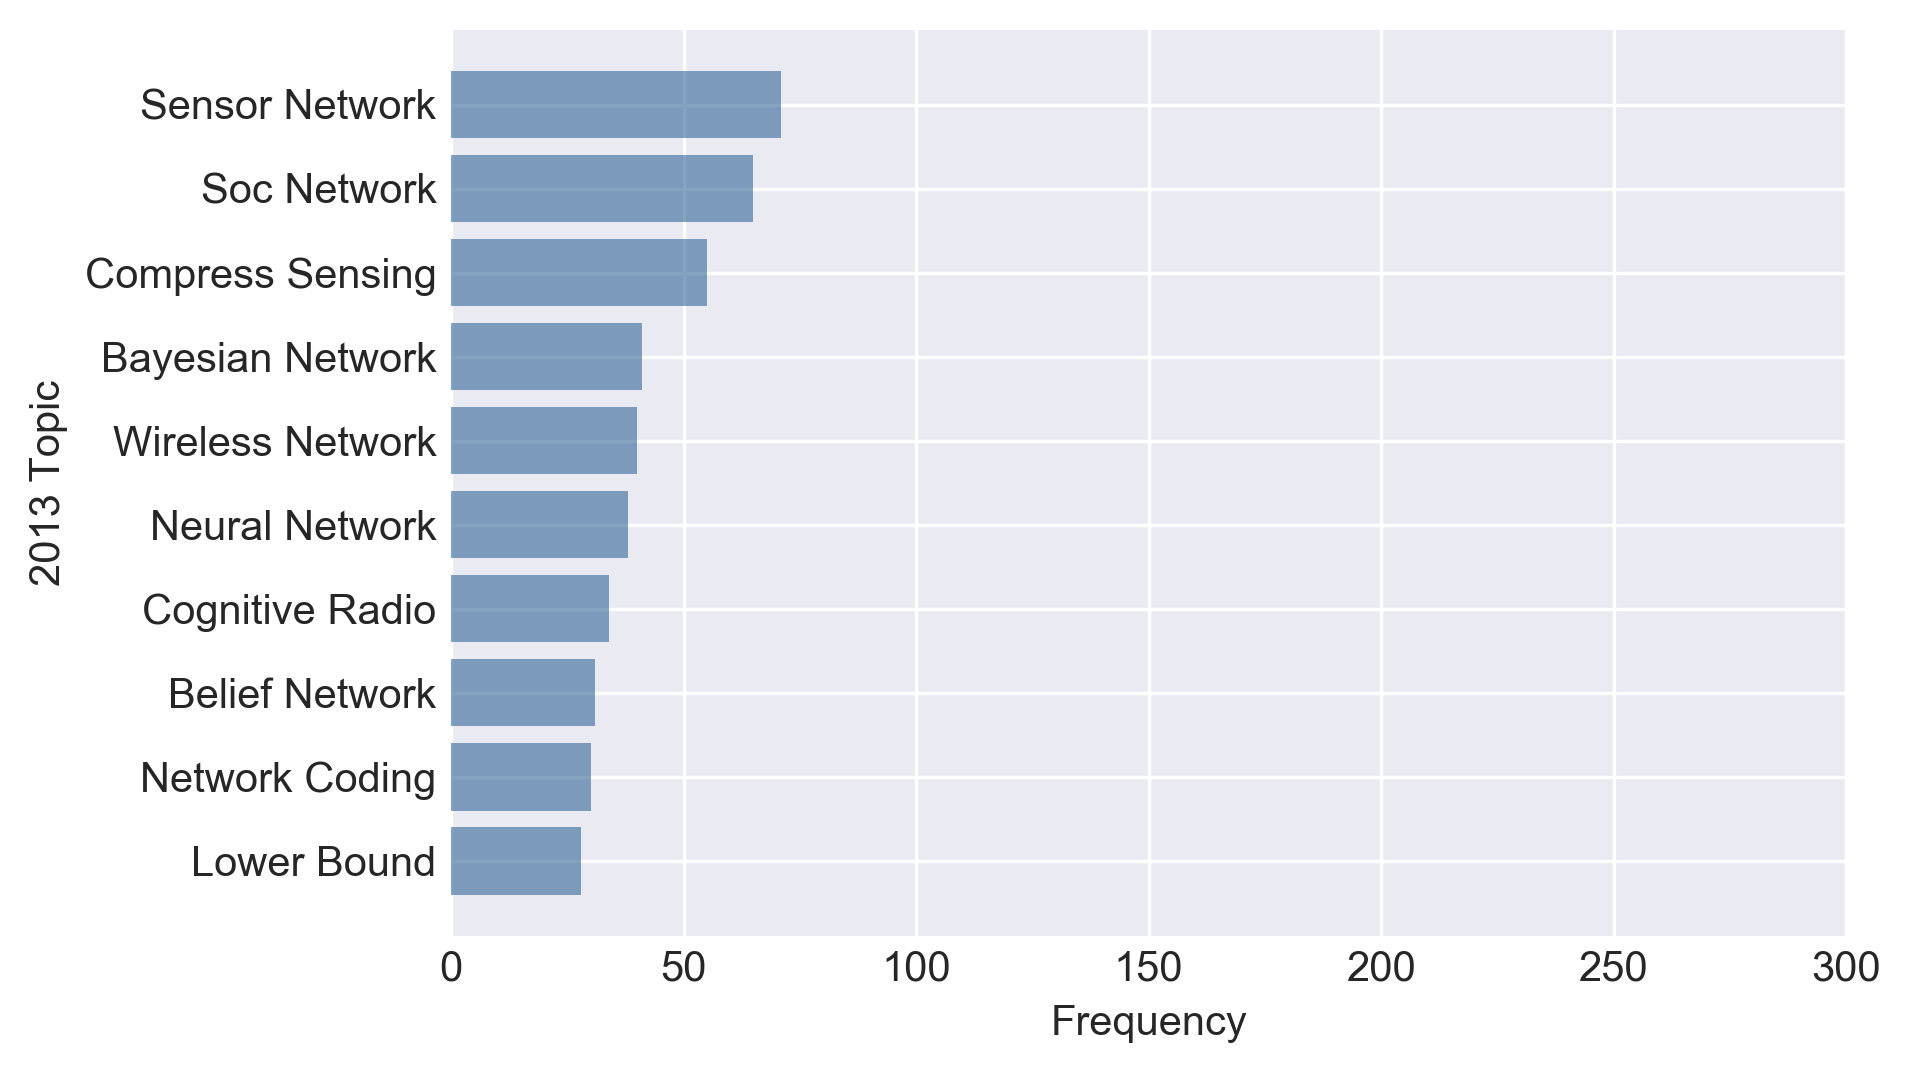 2013 Topic
Sensor Network
Soc Network
Compress Sensing
Bayesian Network
Wireless Network
Neural Network
Cognitive Radio
Belief Network
Network Coding
Lower Bound
0 50 100 150 200 250 300
Frequency